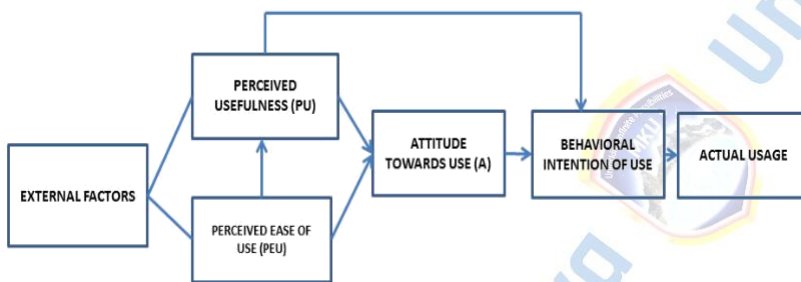 PERCEIVED
USEFULNESS (PU)
EXTERNAL FACTORS
PERCEIVED EASE OF
USE (PEU)
ATTITUDE
TOWARDS USE (A)
BEHAVIORAL
INTENTION OF USE
ACTUAL USAGE